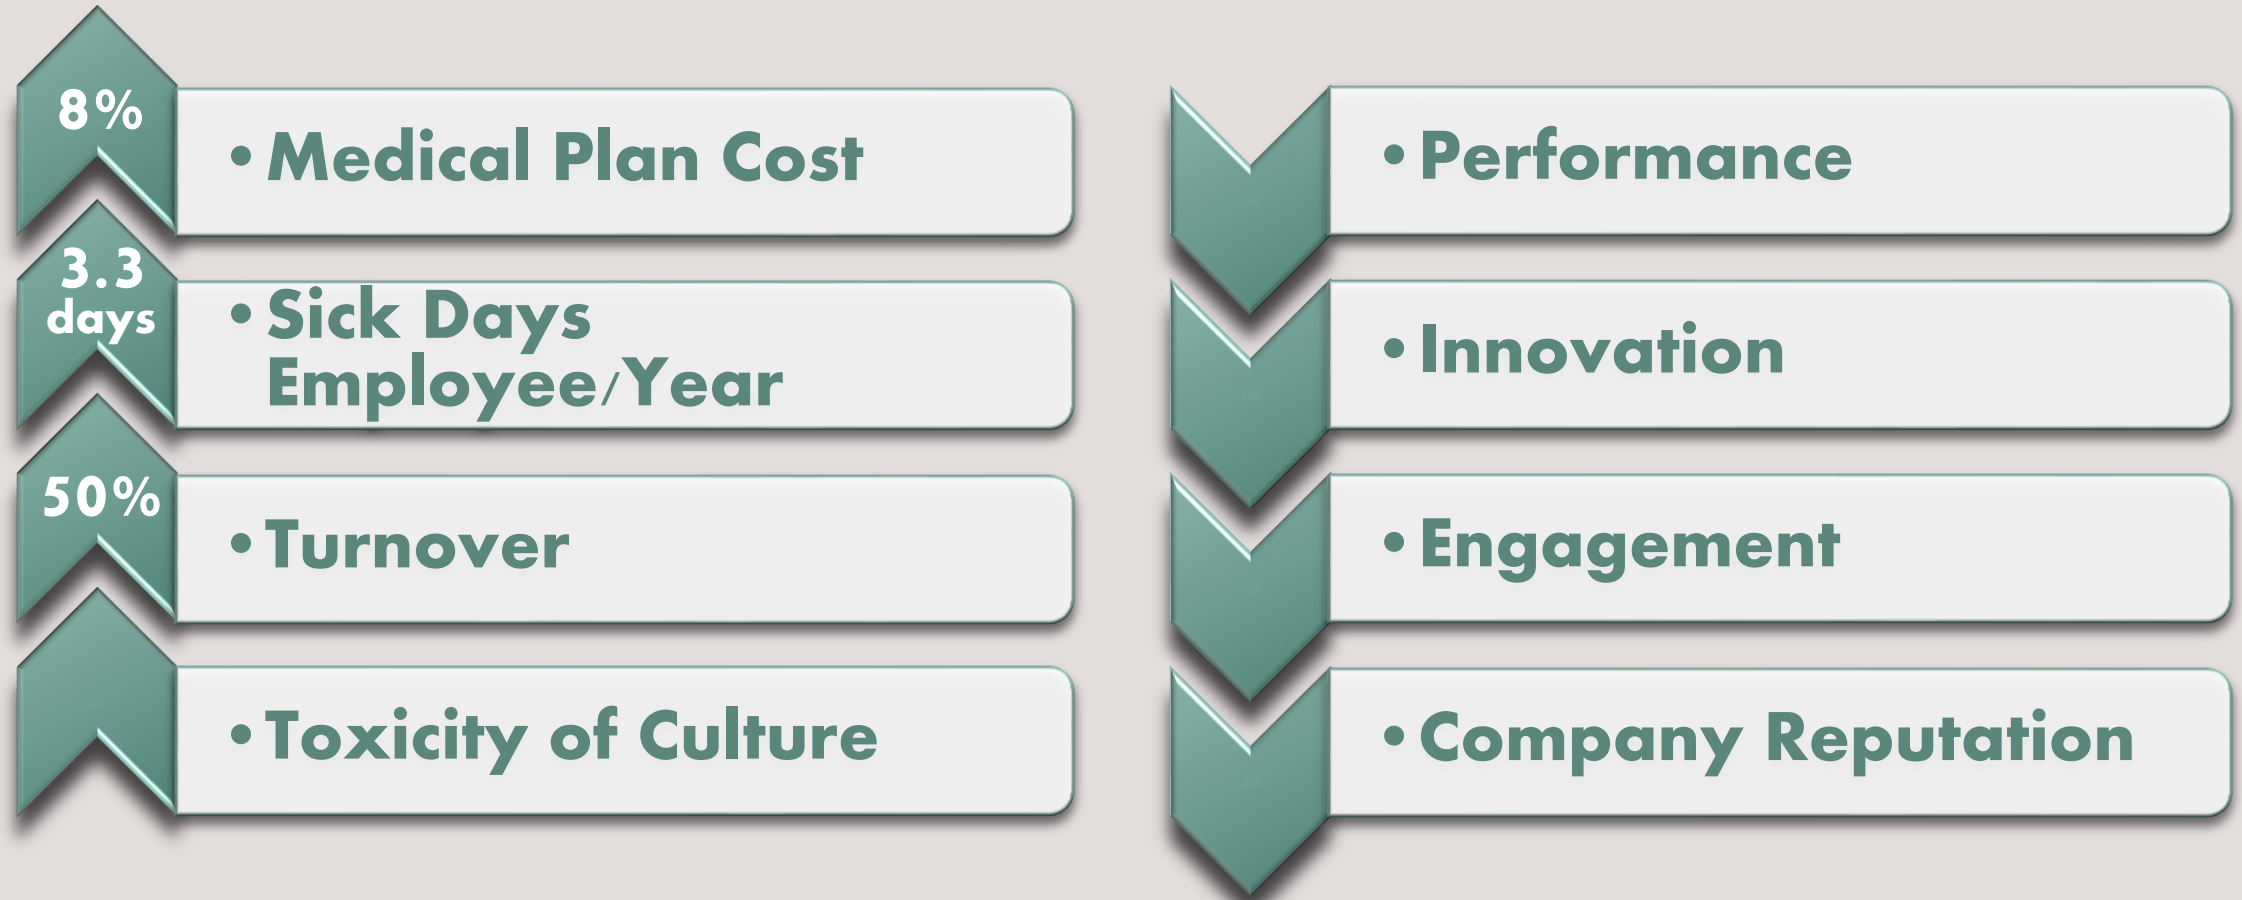 8%
• Medical Plan Cost
3.3
days
• Sick Days
Employee/Year
50%
• Turnover
• Toxicity of Culture
• Performance
• Innovation
• Engagement
• Company Reputation